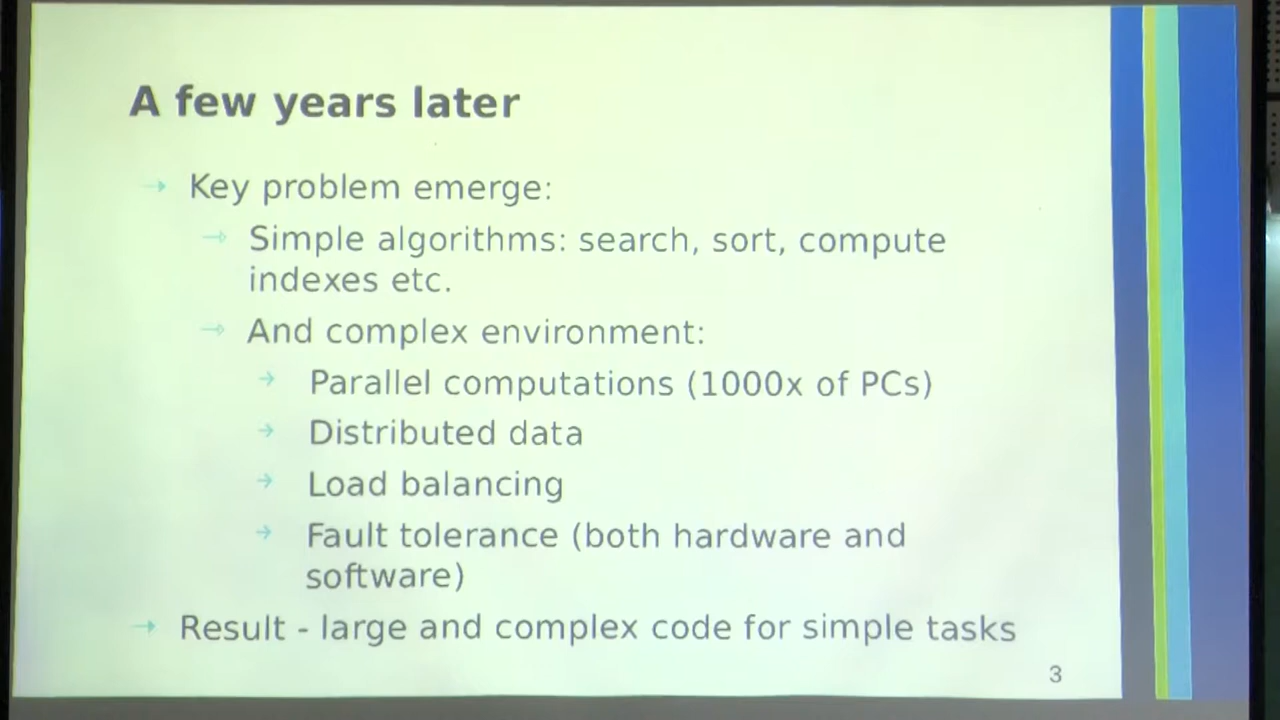 A few years later
Key problem emerge:
Simple algorithms: search, sort, compute
indexes etc.
And complex environment:
Parallel computations (1000x of PCs)
Distributed data
Load balancing
Fault tolerance (both hardware and
software)
Result - large and complex code for simple tasks
3